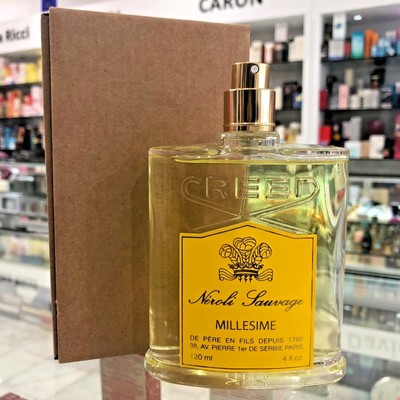 CARON
Ricci
CREED
Neroli Sauvage
MILLESIME
DE PÈRE EN FILS DEPUIS 1760
38, AV. PIERRE 1er DE SERBIE PARIS
120 ml 4 fl.oz